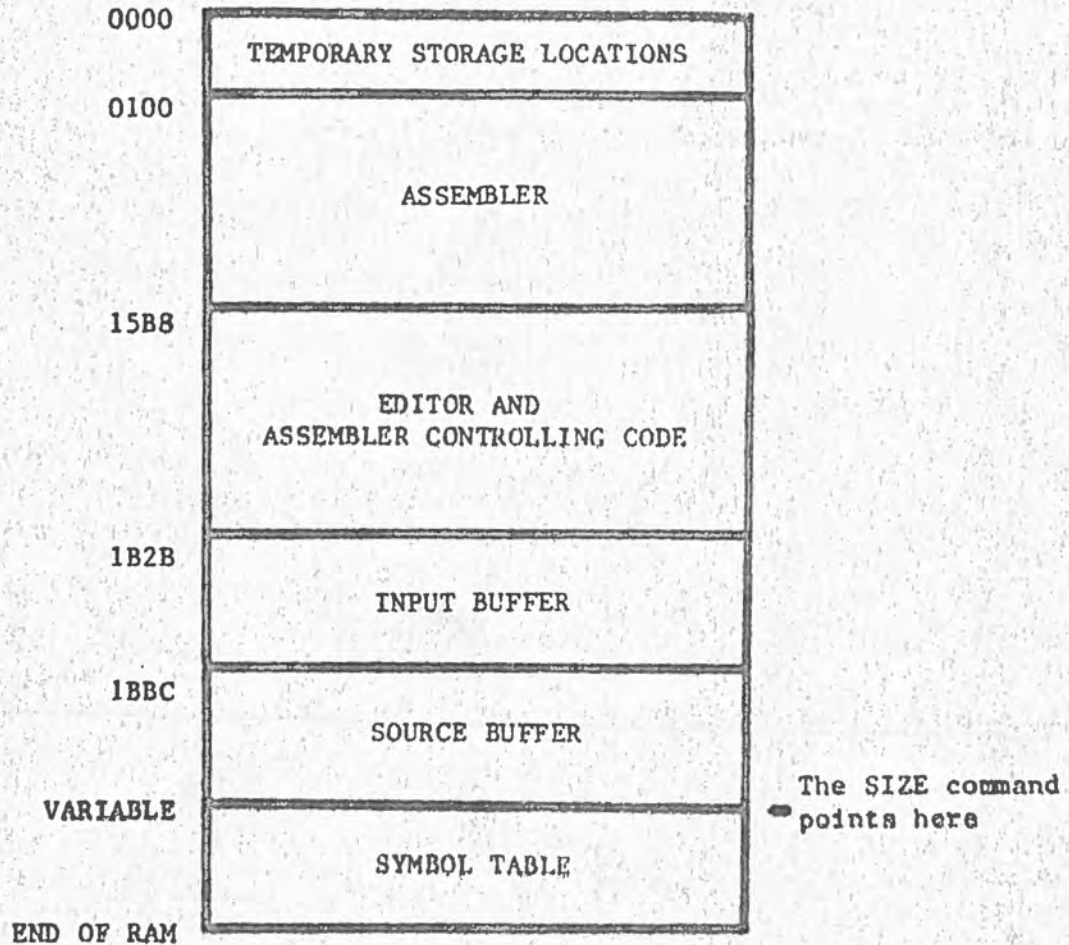 0000
TEMPORARY STORAGE LOCATIONS
0100
ASSEMBLER
15B8
EDITOR AND
ASSEMBLER CONTROLLING CODE
1B2B
INPUT BUFFER
1BBC
SOURCE BUFFER
The SIZE command
VARIABLE
points here
SYMBOL TABLE
END OF RAM